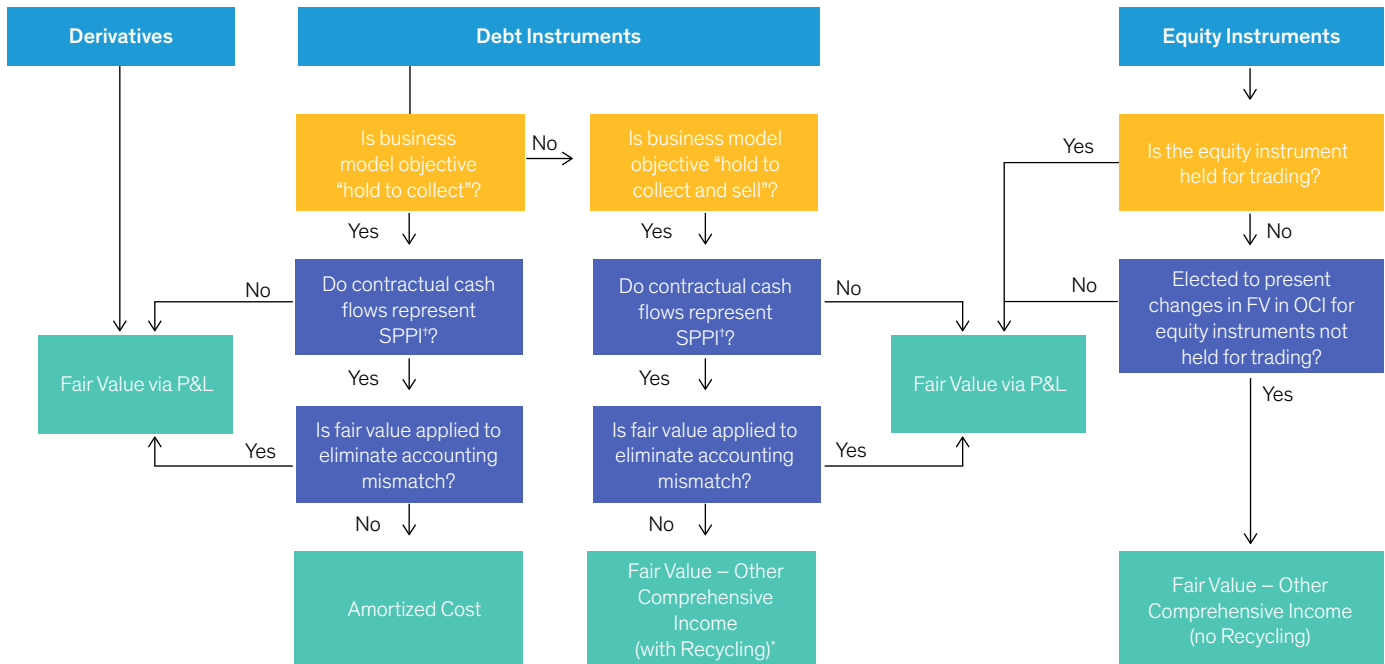 Derivatives
Debt Instruments
Equity Instruments
Is business
model objective
“hold to collect”?
No
Is business model
objective “hold to
collect and sell”?
Yes
Is the equity instrument
held for trading?
Yes
Yes
No
No
Do contractual cash
flows represent
SPPI†?
Do contractual cash
flows represent
SPPI†?
No
No
Elected to present
changes in FV in OCI for
equity instruments not
held for trading?
Fair Value via P&L
Yes
Yes
Fair Value via P&L
Yes
Yes
Is fair value applied to
eliminate accounting
mismatch?
Is fair value applied to
eliminate accounting
mismatch?
Yes
No
No
Amortized Cost
Fair Value – Other
Comprehensive
Income
(with Recycling)*
Fair Value – Other
Comprehensive Income
(no Recycling)